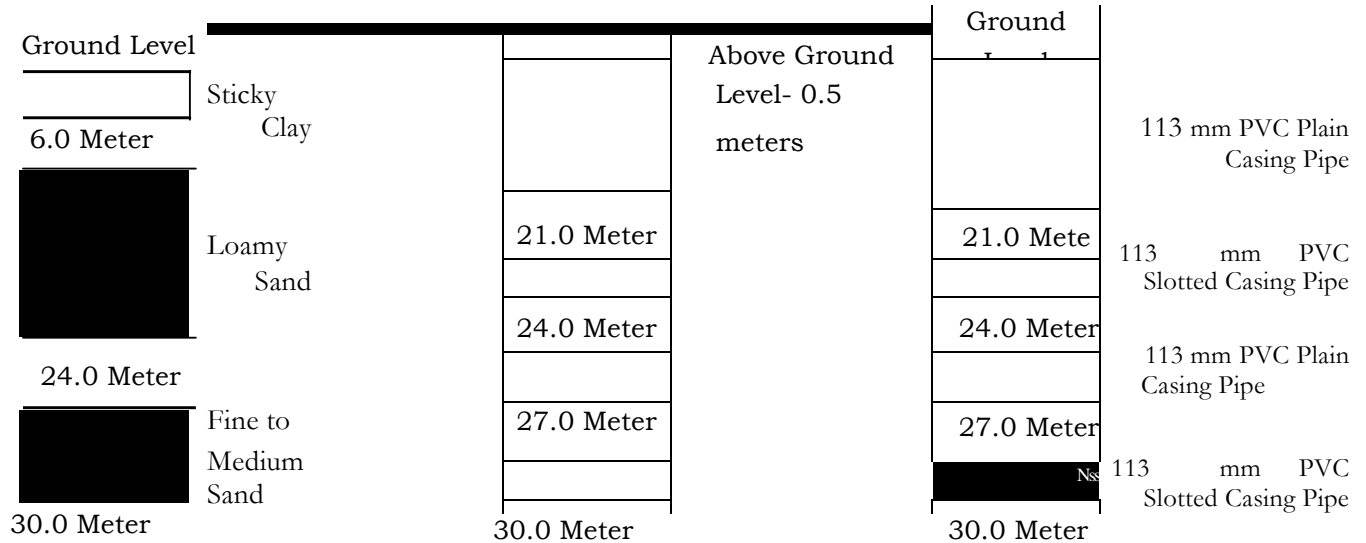 Ground Level
Sticky
Clay
6.0 Meter
Loamy
Sand
24.0 Meter
Fine to
Medium
Sand
30.0 Meter
21.0 Meter
24.0 Meter
27.0 Meter
30.0 Meter
Above Ground
Level- 0.5
meters
Ground
21.0 Mete
24.0 Meter
27.0 Meter
30.0 Meter
113 mm PVC Plain
Casing Pipe
113 mm PVC
Slotted Casing Pipe
113 mm PVC Plain
Casing Pipe
113 mm PVC
Slotted Casing Pipe